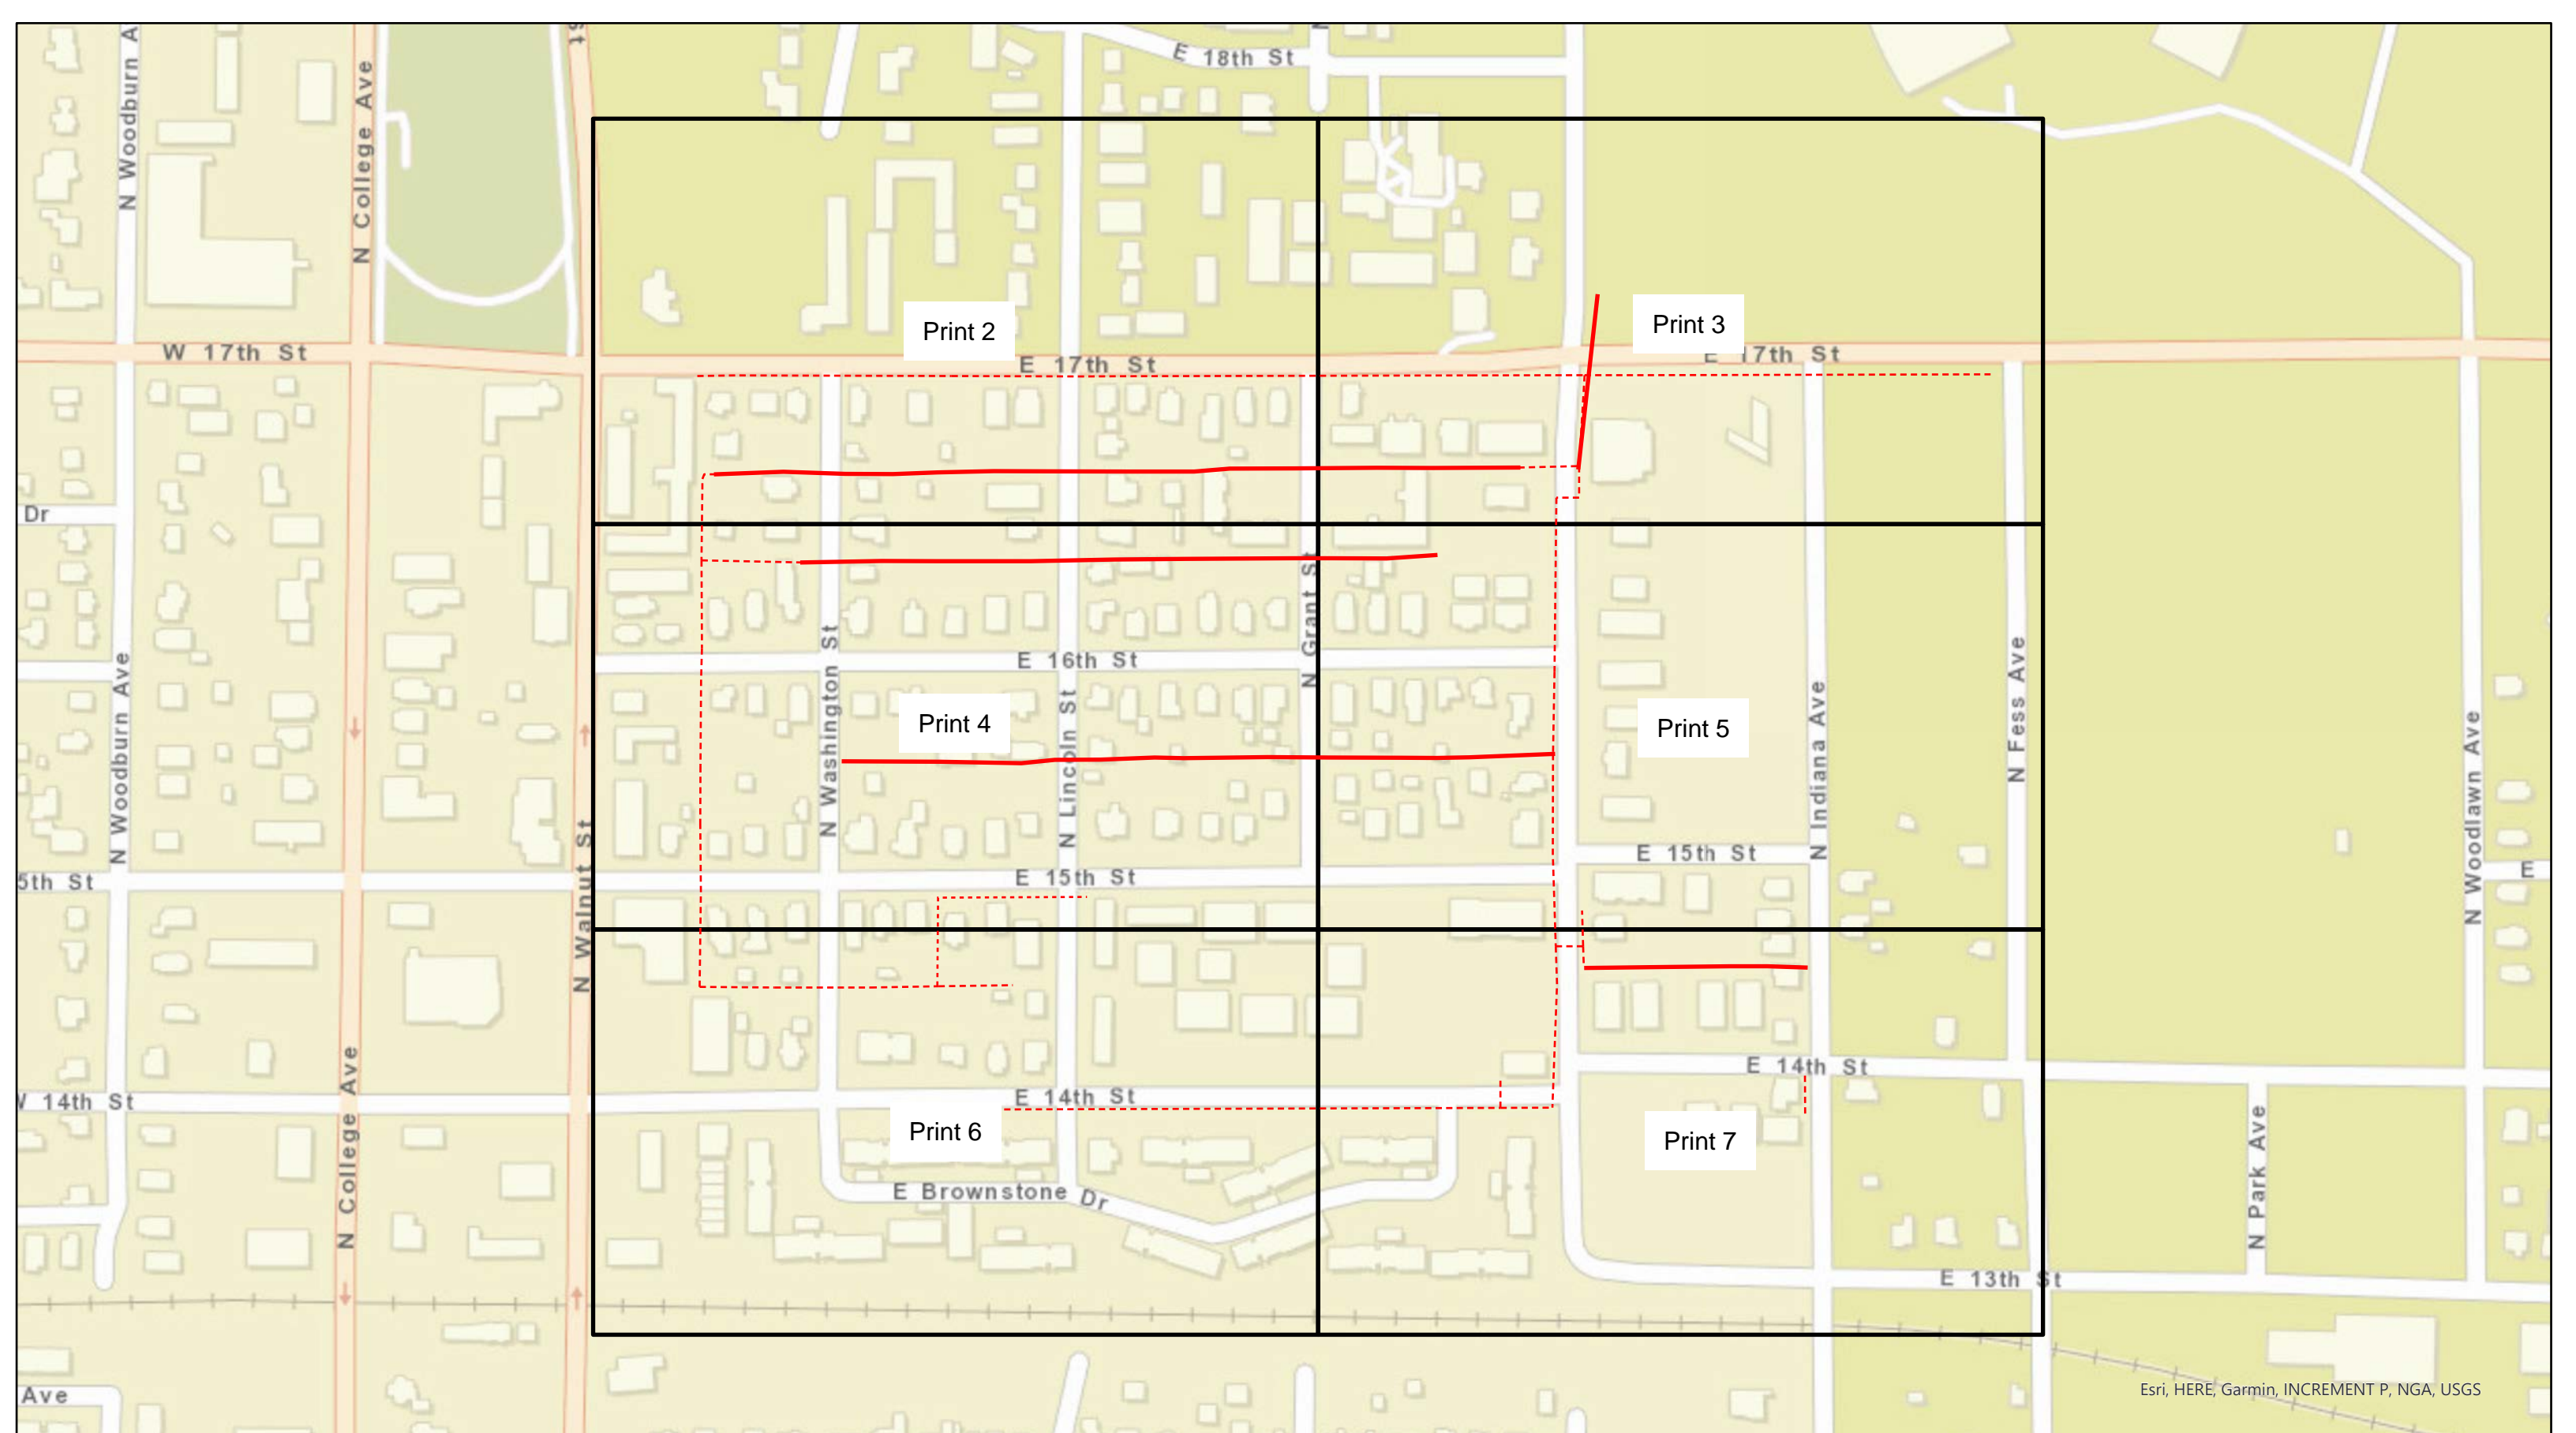 N Woodburn A
N College Ave
St
E 18th St
Print 2
Print 3
W 17th St
E 17th St
E 17th St
Dr
N Grant St
N Washington St
E 16th St
N Woodburn Ave
N Lincoln St
N Indiana Ave
N Fess Ave
N Woodlawn Ave
Print 4
Print 5
N Walnut St
E 15th St
5th St
E 15th St
E
N College Ave
E 14th St
W 14th St
E 14th St
Print 6
Print 7
N Park Ave
E Brownstone Dr
E 13th St
Ave
Esri, HERE, Garmin, INCREMENT P, NGA, USGS